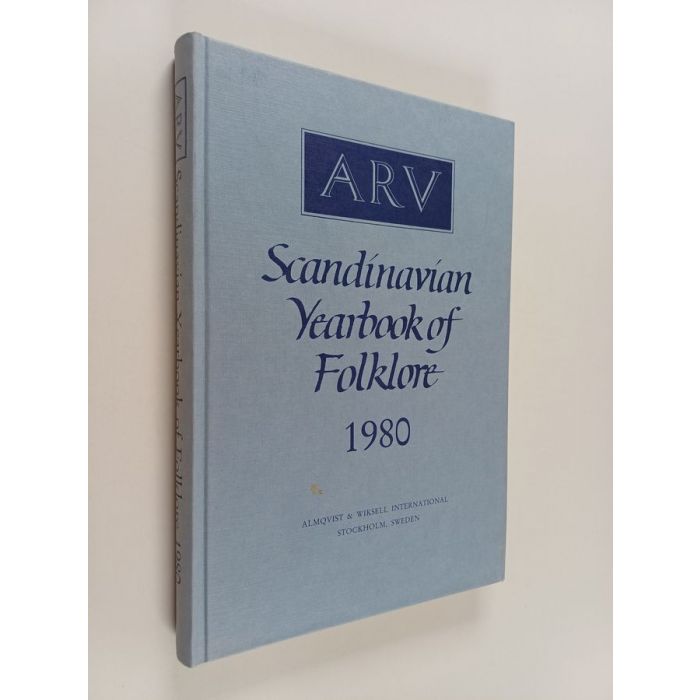 ARV
Scandinavian
Yearbook of
Folklore
1980
ALMQVIST & WIKSELL INTERNATIONAL
STOCKHOLM, SWEDEN
ARV Scandinavian Yearbook of Folklore 1980